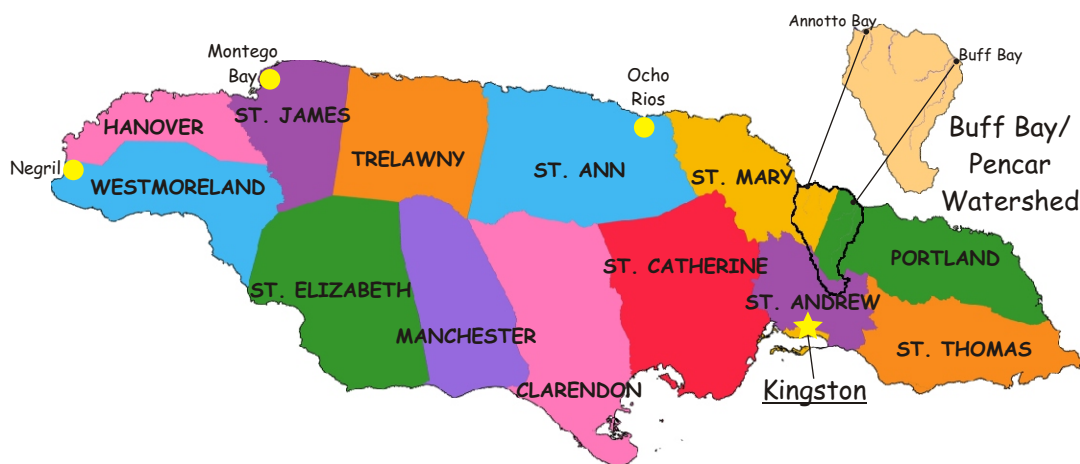 Annotto Bay
Buff Bay
Montego
Bay
Ocho
Rios
Buff Bay/
Pencar
Watershed
HANOVER
ST. JAMES
TRELAWNY
ST. ANN
ST. MARY
Negril
WESTMORELAND
PORTLAND
ST. CATHERINE
ST. ELIZABETH
ST. ANDREW
MANCHESTER
ST. THOMAS
CLARENDON
Kingston